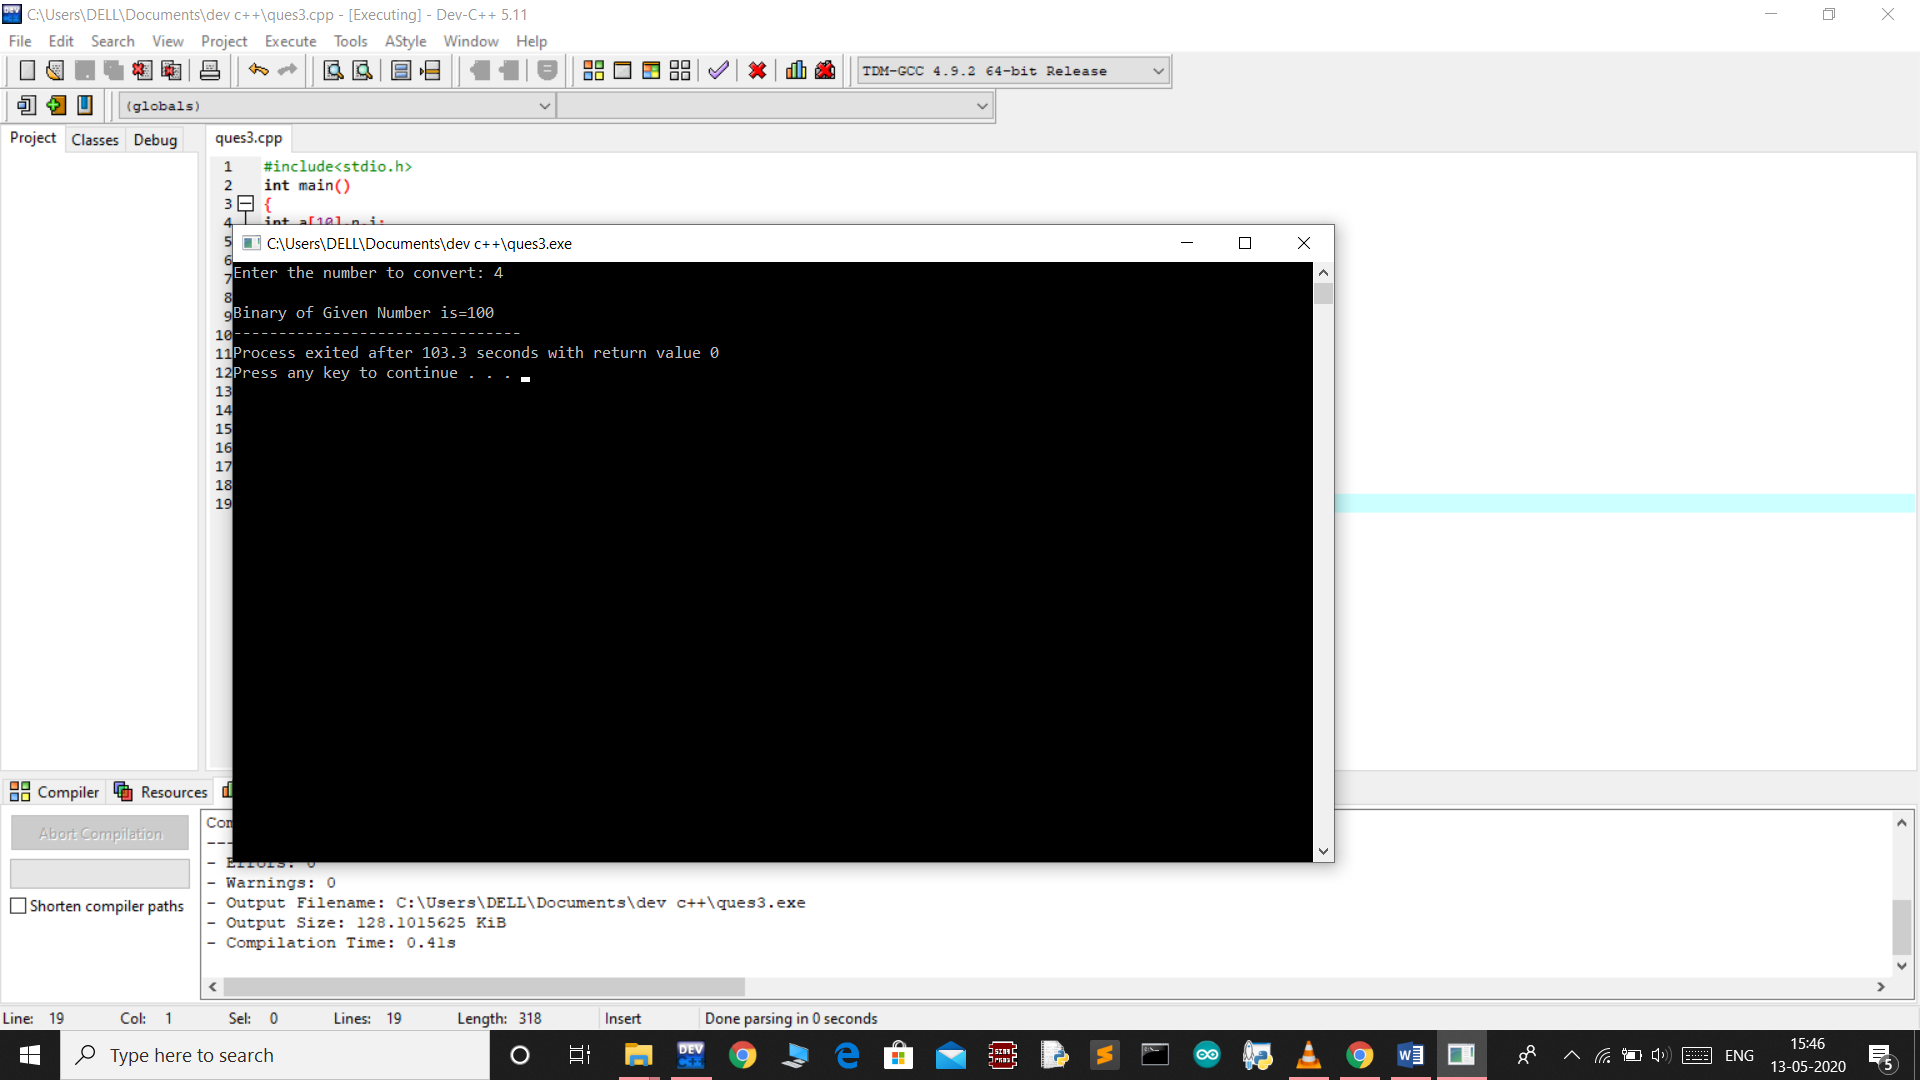 C:\Users\DELL\Documents\dev c++\ques3.cpp - [Executing] - Dev-C++ 5.11
File Edit Search View Project Execute Tools AStyle Window Help
TDM-GCC 4.9.2 64-bit Release
(globals)
Project Classes Debug
ques3.cpp
1 #include<stdio.h>
2 int main()
3 {
4 int a[10],n,i;
5
6
7
8
9
10
11
12
13
14
15
16
17
18
19
C:\Users\DELL\Documents\dev c++\ques3.exe
Enter the number to convert: 4
Binary of Given Number is=100
--------------------------------
Process exited after 103.3 seconds with return value 0
Press any key to continue . . .
Compiler Resources
Abort Compilation
Shorten compiler paths
Com
---
- Errors: 0
- Warnings: 0
- Output Filename: C:\Users\DELL\Documents\dev c++\ques3.exe
- Output Size: 128.1015625 KiB
- Compilation Time: 0.41s
Line: 19 Col: 1 Sel: 0 Lines: 19 Length: 318 Insert Done parsing in 0 seconds
Type here to search
DEV
ENG
15:46
13-05-2020
5